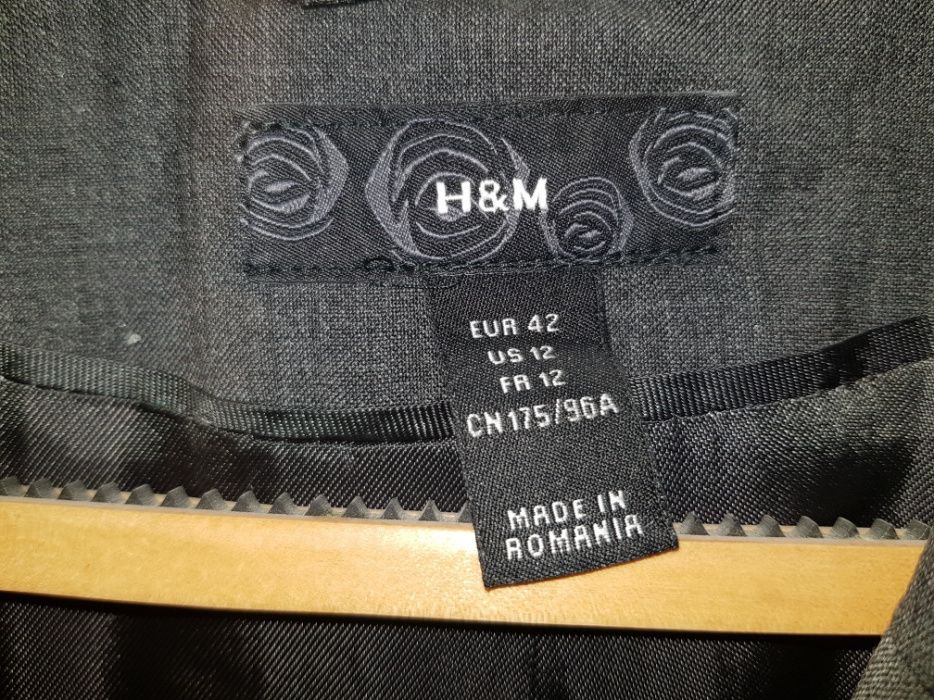 H&M
EUR 42
US 12
FR 12
CN 175/96A
MADE IN
ROMANIA